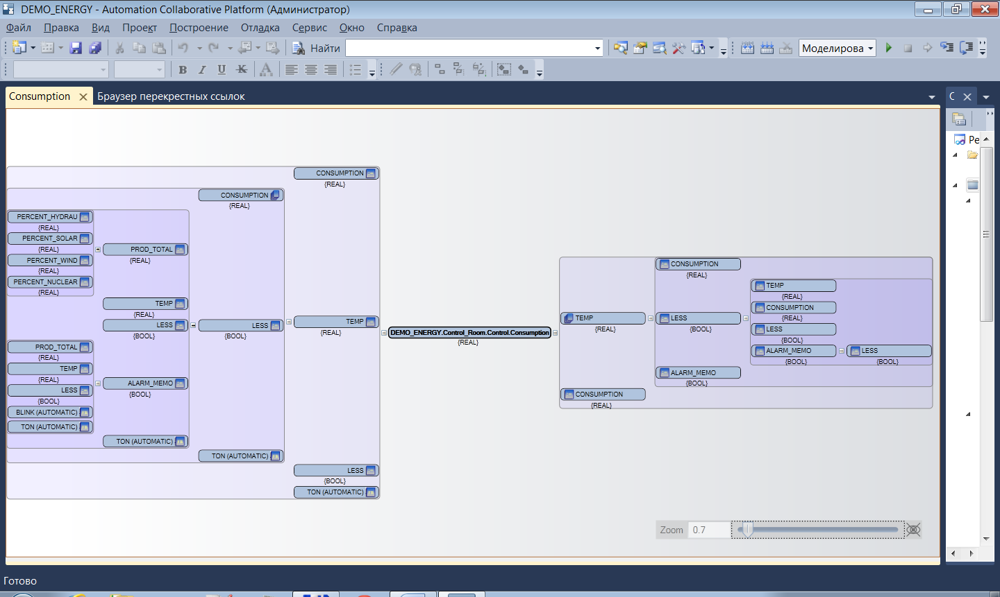 DEMO_ENERGY - Automation Collaborative Platform (Администратор)
Файл Правка Вид Проект Построение Отладка Сервис Окно Справка
Найти Моделирова
B I U K A
Consumption Браузер перекрестных ссылок С
Ре
CONSUMPTION
{REAL}
CONSUMPTION
{REAL}
PERCENT_HYDRAU
{REAL}
PERCENT_SOLAR
{REAL}
PERCENT_WIND
{REAL}
PERCENT_NUCLEAR
{REAL}
PROD_TOTAL
{REAL}
TEMP
{REAL}
LESS
{BOOL}
LESS
{BOOL}
TEMP
{REAL}
PROD_TOTAL
{REAL}
TEMP
{REAL}
LESS
{BOOL}
BLINK (AUTOMATIC)
TON (AUTOMATIC)
ALARM_MEMO
{BOOL}
TON (AUTOMATIC)
TON (AUTOMATIC)
LESS
{BOOL}
TON (AUTOMATIC)
DEMO_ENERGY.Control_Room.Control.Consumption
{REAL}
TEMP
{REAL}
CONSUMPTION
{REAL}
CONSUMPTION
{REAL}
LESS
{BOOL}
ALARM_MEMO
{BOOL}
TEMP
{REAL}
CONSUMPTION
{REAL}
LESS
{BOOL}
ALARM_MEMO
{BOOL}
LESS
{BOOL}
Zoom 0.7
Готово